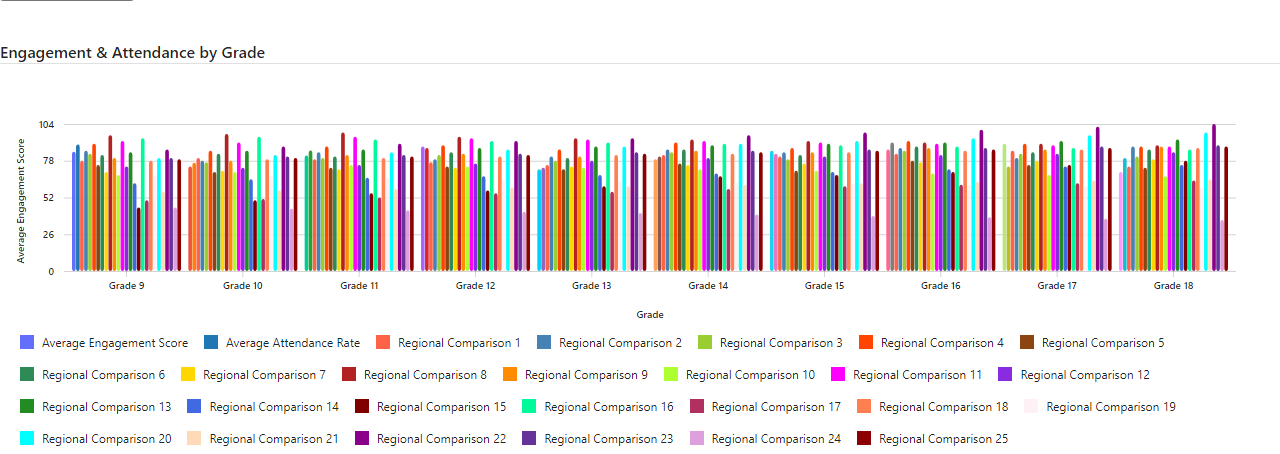 Engagement & Attendance by Grade
Average Engagement Score
104
78
52
26
0
Grade 9 Grade 10 Grade 11 Grade 12 Grade 13 Grade 14 Grade 15 Grade 16 Grade 17 Grade 18
Grade
Average Engagement Score Average Attendance Rate Regional Comparison 1 Regional Comparison 2 Regional Comparison 3 Regional Comparison 4 Regional Comparison 5
Regional Comparison 6 Regional Comparison 7 Regional Comparison 8 Regional Comparison 9 Regional Comparison 10 Regional Comparison 11 Regional Comparison 12
Regional Comparison 13 Regional Comparison 14 Regional Comparison 15 Regional Comparison 16 Regional Comparison 17 Regional Comparison 18 Regional Comparison 19
Regional Comparison 20 Regional Comparison 21 Regional Comparison 22 Regional Comparison 23 Regional Comparison 24 Regional Comparison 25